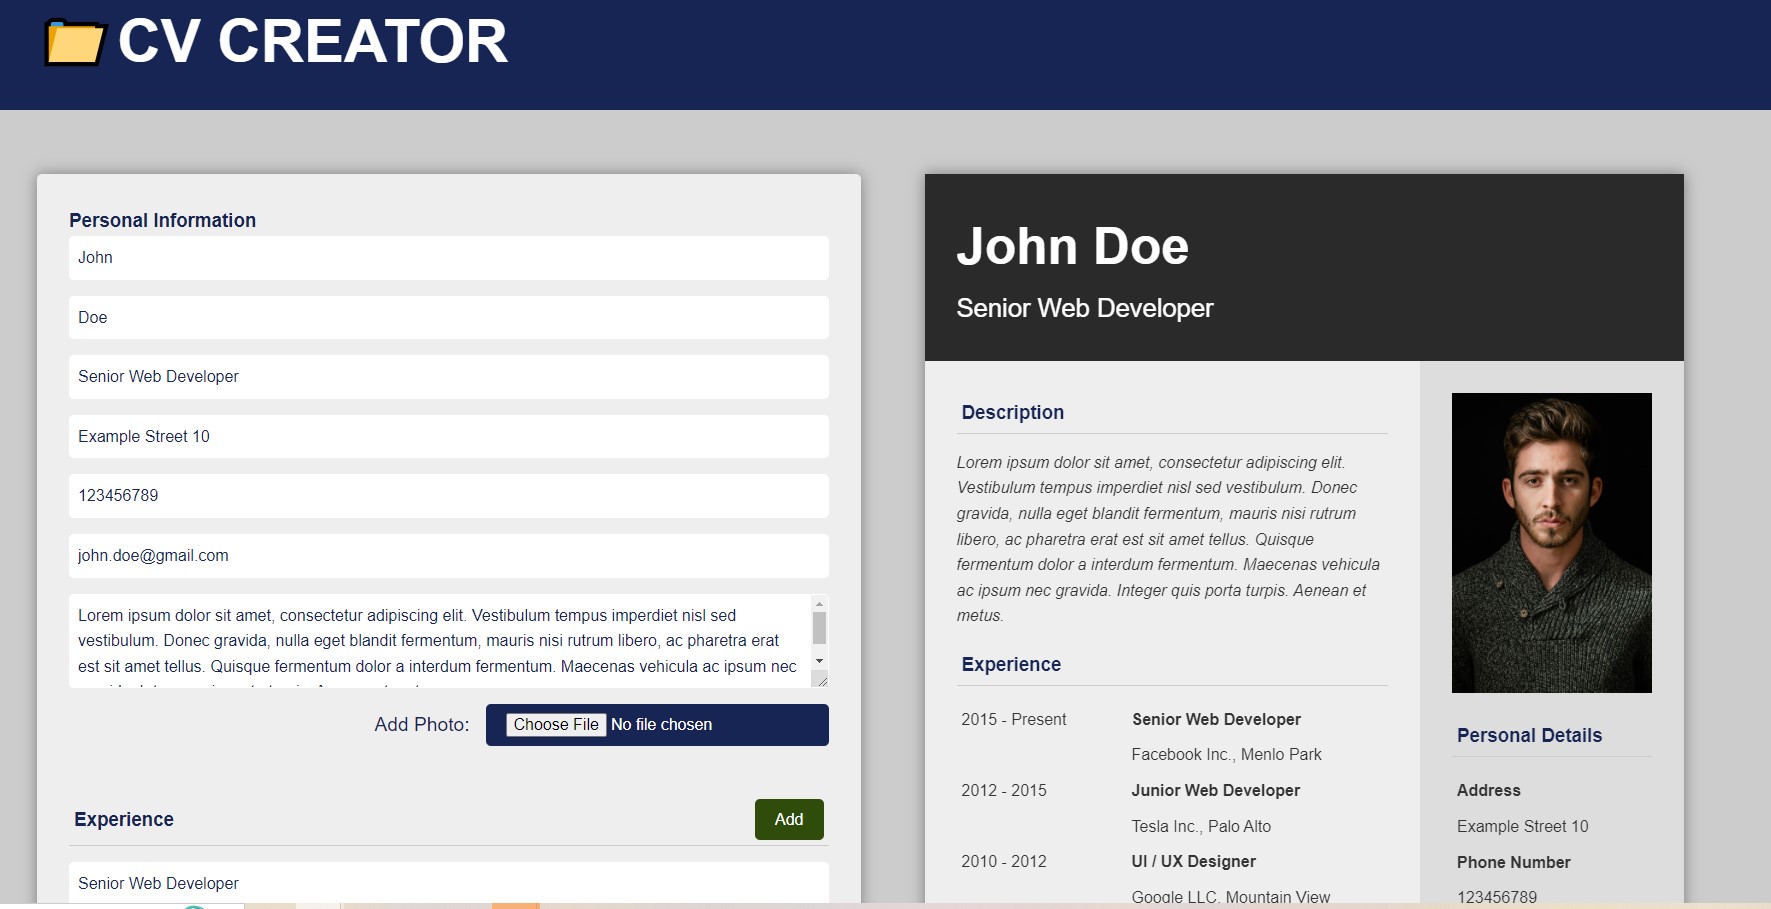 CV CREATOR
Personal Information
John
Doe
Senior Web Developer
Example Street 10
123456789
john.doe@gmail.com
Lorem ipsum dolor sit amet, consectetur adipiscing elit. Vestibulum tempus imperdiet nisl sed
vestibulum. Donec gravida, nulla eget blandit fermentum, mauris nisi rutrum libero, ac pharetra erat
est sit amet tellus. Quisque fermentum dolor a interdum fermentum. Maecenas vehicula ac ipsum nec
Add Photo: Choose File No file chosen
Experience Add
Senior Web Developer
John Doe
Senior Web Developer
Description
Lorem ipsum dolor sit amet, consectetur adipiscing elit.
Vestibulum tempus imperdiet nisl sed vestibulum. Donec
gravida, nulla eget blandit fermentum, mauris nisi rutrum
libero, ac pharetra erat est sit amet tellus. Quisque
fermentum dolor a interdum fermentum. Maecenas vehicula
ac ipsum nec gravida. Integer quis porta turpis. Aenean et
metus.
Experience
2015 - Present Senior Web Developer
Facebook Inc., Menlo Park
2012 - 2015 Junior Web Developer
Tesla Inc., Palo Alto
2010 - 2012 UI / UX Designer
Google LLC, Mountain View
Personal Details
Address
Example Street 10
Phone Number
123456789